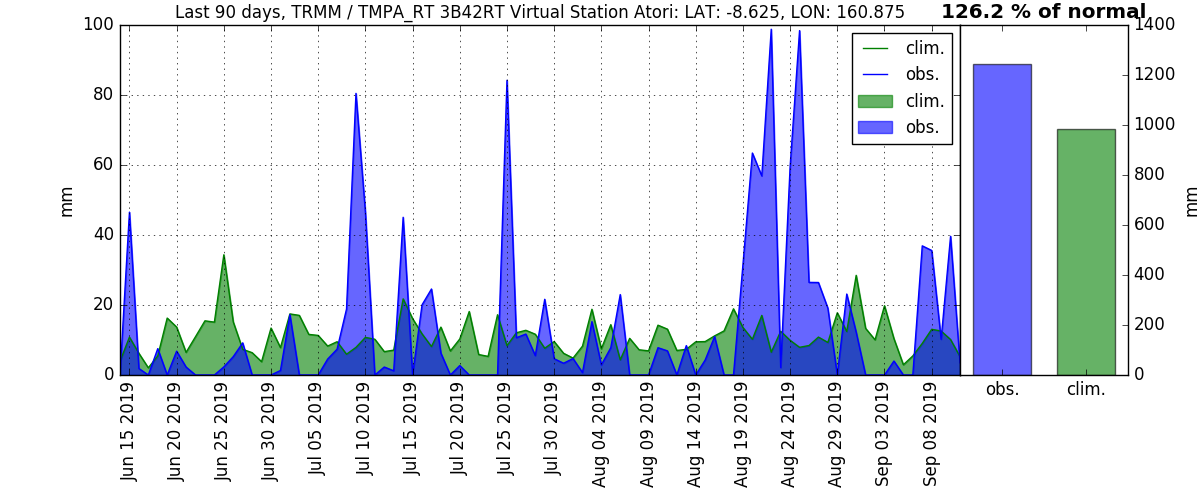 Last 90 days, TRMM / TMPA_RT 3B42RT Virtual Station Atori: LAT: -8.625, LON: 160.875
126.2 % of normal
100
80
60
40
20
0
mm
clim.
obs.
clim.
obs.
1400
1200
1000
800
600
400
200
0
mm
obs.
clim.
Jun 15 2019
Jun 20 2019
Jun 25 2019
Jun 30 2019
Jul 05 2019
Jul 10 2019
Jul 15 2019
Jul 20 2019
Jul 25 2019
Jul 30 2019
Aug 04 2019
Aug 09 2019
Aug 14 2019
Aug 19 2019
Aug 24 2019
Aug 29 2019
Sep 03 2019
Sep 08 2019